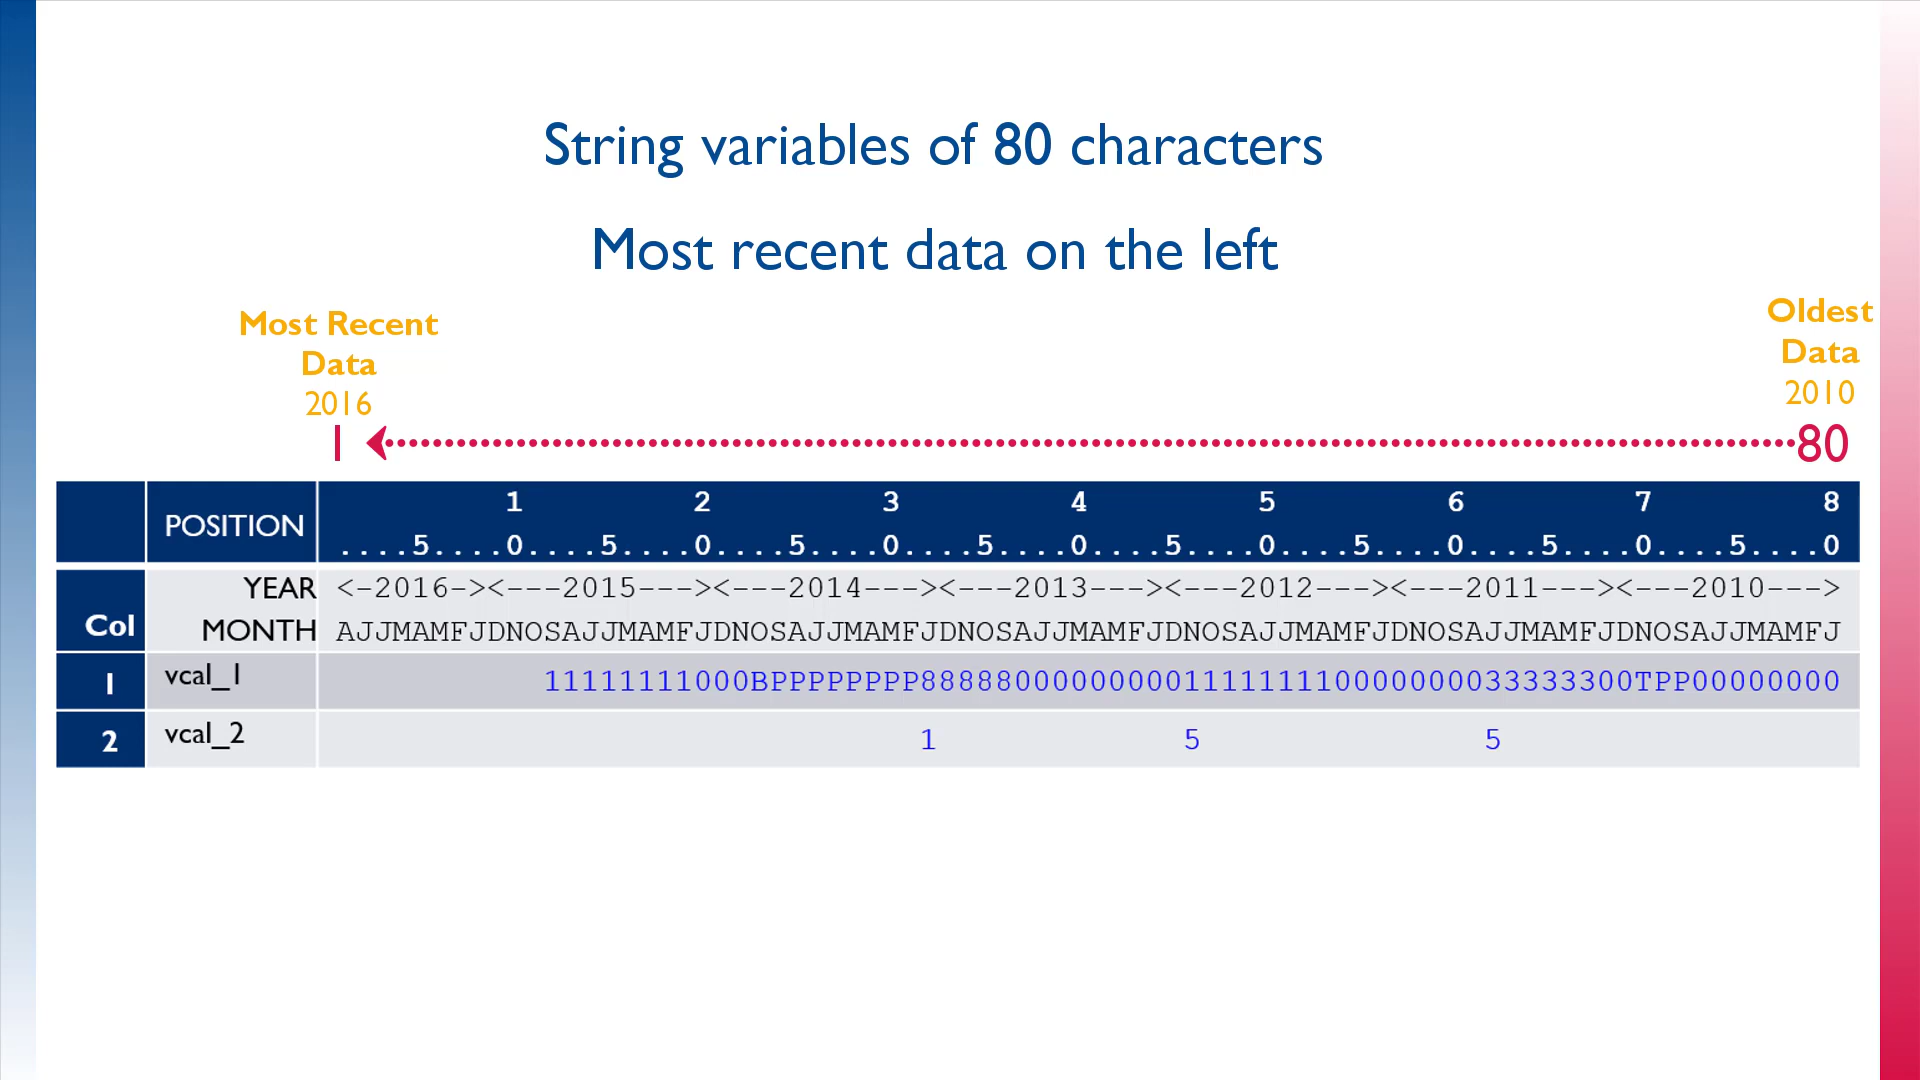 String variables of 80 characters
Most recent data on the left
Most Recent
Data
2016
Oldest
Data
2010
1
80
POSITION
1 2 3 4 5 6 7 8
....5....0....5....0....5....0....5....0....5....0....5....0....5....0....5....0
Col
YEAR <-2016-><---2015---><---2014---><---2013---><---2012---><---2011---><---2010--->
MONTH AJJMAMFJDNOSAJJMAMFJDNOSAJJMAMFJDNOSAJJMAMFJDNOSAJJMAMFJDNOSAJJMAMFJDNOSAJJMAMFJ
1 vcal_1 11111111000BPPPPPPPP88888000000000111111110000000033333300TPP00000000
2 vcal_2 1 5 5